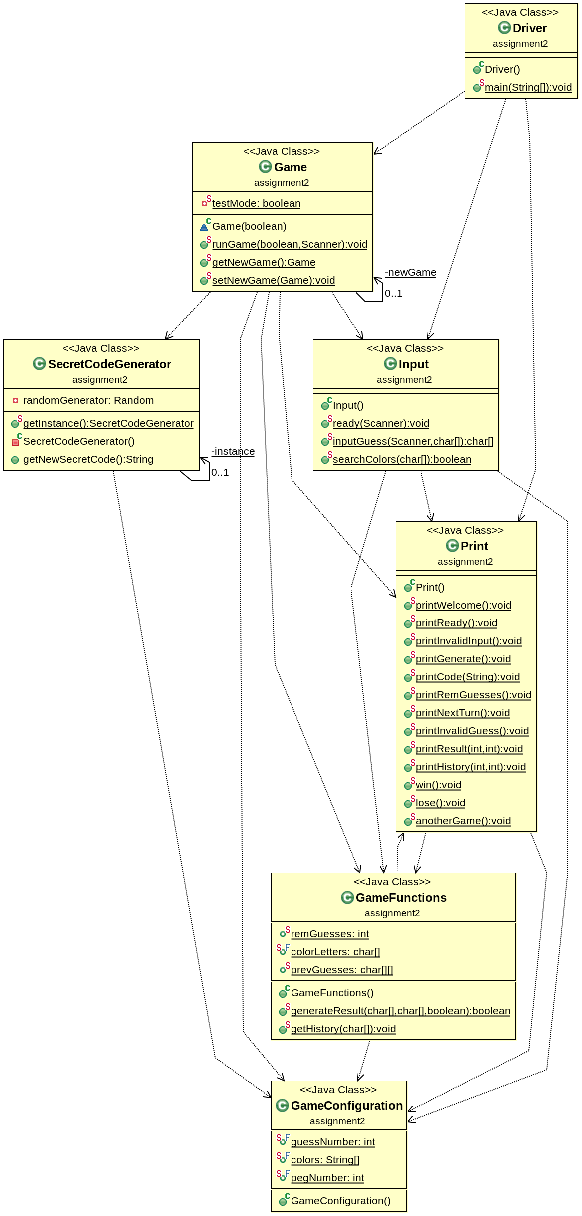 <<Java Class>>
Driver
assignment2
Driver()
main(String[]):void
<<Java Class>>
Game
assignment2
testMode: boolean
Game(boolean)
runGame(boolean,Scanner):void
getNewGame():Game
setNewGame(Game):void
-newGame
0..1
<<Java Class>>
SecretCodeGenerator
assignment2
randomGenerator: Random
getInstance():SecretCodeGenerator
SecretCodeGenerator()
getNewSecretCode():String
-instance
0..1
<<Java Class>>
Input
assignment2
Input()
ready(Scanner):void
inputGuess(Scanner,char[]):char[]
searchColors(char[]):boolean
<<Java Class>>
Print
assignment2
Print()
printWelcome():void
printReady():void
printInvalidInput():void
printGenerate():void
printCode(String):void
printRemGuesses():void
printNextTurn():void
printInvalidGuess():void
printResult(int,int):void
printHistory(int,int):void
win():void
lose():void
anotherGame():void
<<Java Class>>
GameFunctions
assignment2
remGuesses: int
colorLetters: char[]
prevGuesses: char[][]
GameFunctions()
generateResult(char[],char[],boolean):boolean
getHistory(char[]):void
<<Java Class>>
GameConfiguration
assignment2
guessNumber: int
colors: String[]
pegNumber: int
GameConfiguration()